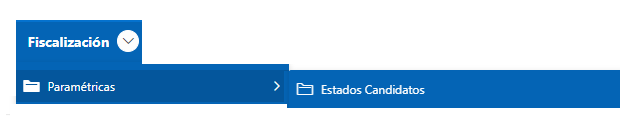 Fiscalización
Paramétricas
Estados Candidatos